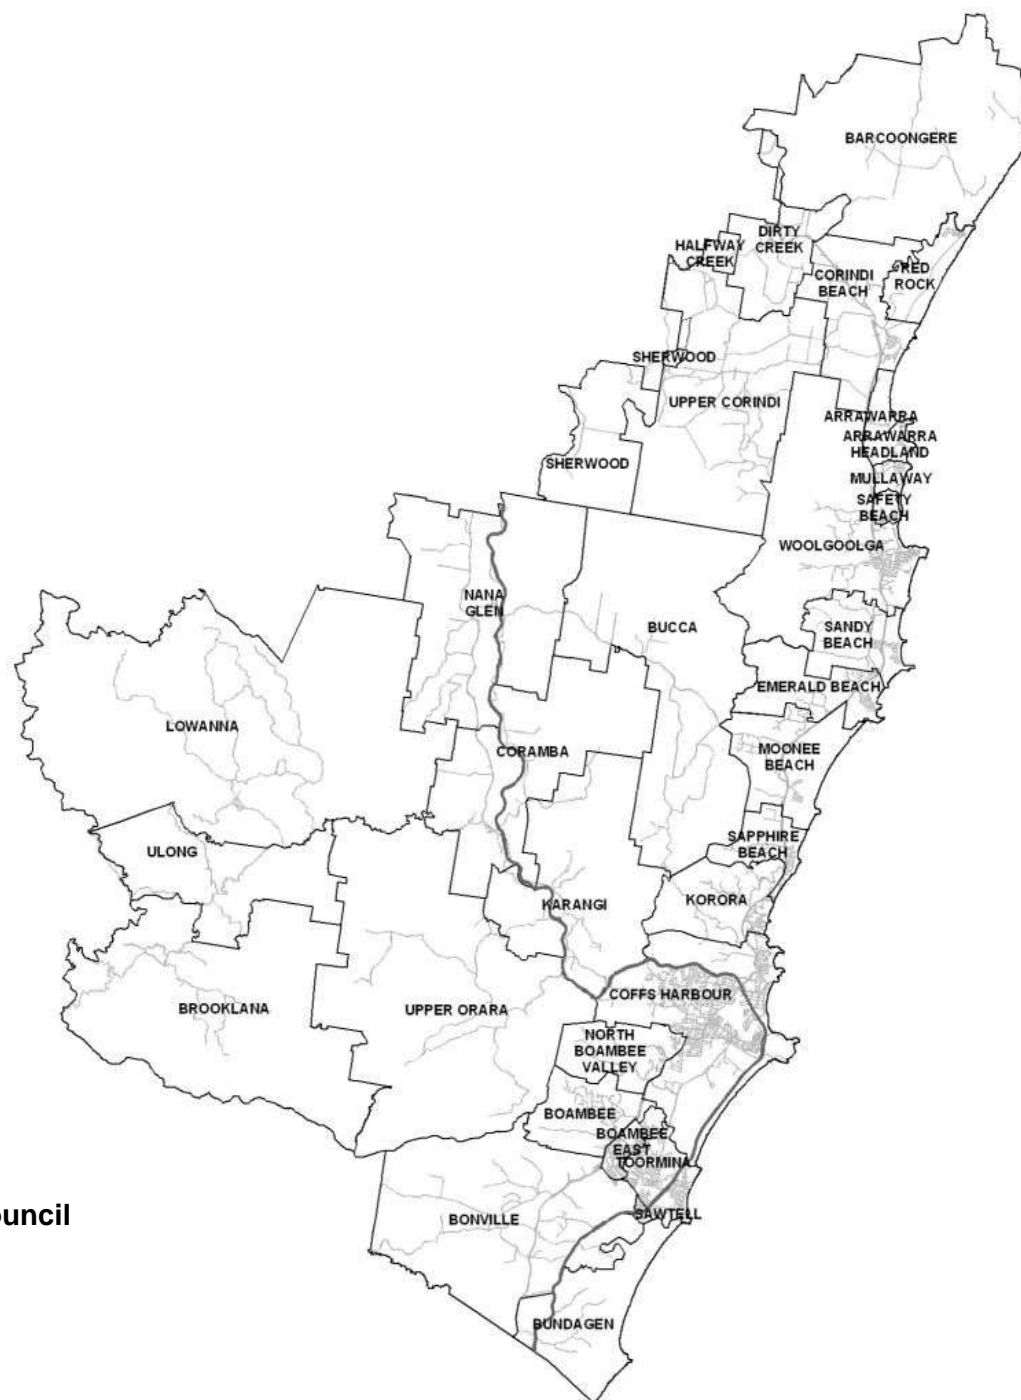 BARCOONGERE
DIRTY
CREEK
HALFWAY
CREEK
CORINDI
BEACH
RED
ROCK
SHERWOOD
UPPER CORINDI
ARRAWARRA
ARRAWARRA
HEADLAND
SHERWOOD
MULLAWAY
SAFETY
BEACH
WOOLGOOLGA
NANA
GLEN
BUCCA
SANDY
BEACH
EMERALD BEACH
LOWANNA
CORAMBA
MOONEE
BEACH
SAPPHIRE
BEACH
ULONG
KARANGI
KORORA
COFFS HARBOUR
BROOKLANA
UPPER ORARA
NORTH
BOAMBEE
VALLEY
BOAMBEE
BOAMBEE
EAST
TOORMINA
ouncil
BONVILLE
SAWTELL
BUNDAGEN